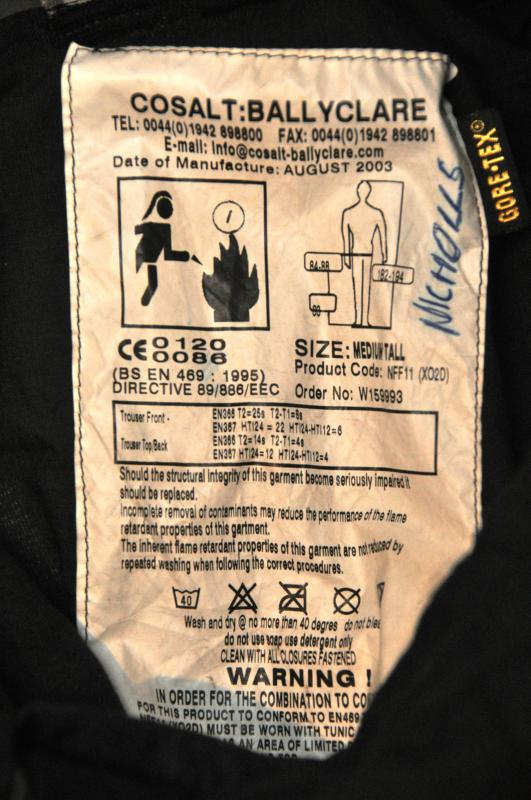 COSALT:BALLYCLARE
TEL: 0044(0)1942 898800 FAX: 0044(0)1942 898801
E-mail: Info@cosalt-ballyclare.com
Date of Manufacture: AUGUST 2003
GORE-TEX®
NICHOLLS
84-88
182-194
CE 0120
0086
SIZE: MEDIUM TALL
Product Code: NFF11 (XO2D)
(BS EN 469 : 1995)
DIRECTIVE 89/686/EEC
Order No: W159993
Trouser Front - EN366 T2=25s T2-T1=8s
EN367 HTI24 = 22 HTI24-HTI12=6
Trouser Top/Back EN366 T2=14s T2-T1=4s
EN367 HTI24=12 HTI24-HTI12=4
Should the structural integrity of this garment become seriously impaired it
should be replaced.
Incomplete removal of contaminants may reduce the performance of the flame
retardant properties of this gartment.
The inherent flame retardant properties of this garment are not reduced by
repeated washing when following the correct procedures.
40
Wash and dry @ no more than 40 degres do not
do not use soap use detergent only
CLEAN WITH ALL CLOSURES FASTENED
WARNING !
IN ORDER FOR THE COMBINATION TO
FOR THIS PRODUCT TO CONFORM TO EN469
(XO2D) MUST BE WORN WITH TUNIC
AN AREA OF LIMITED